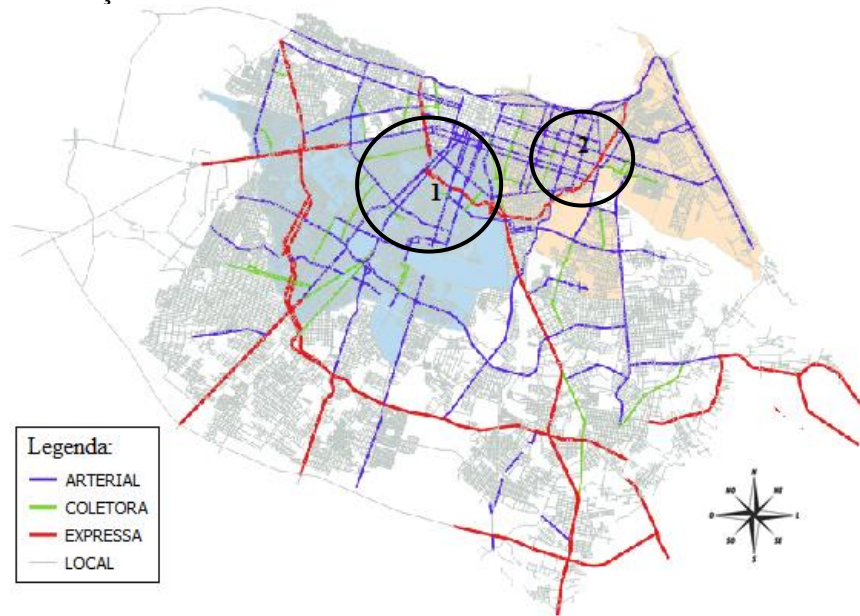 1
2
Legenda:
ARTERIAL
COLETORA
EXPRESSA
LOCAL
N
NO
NE
O
L
SO
SE
S